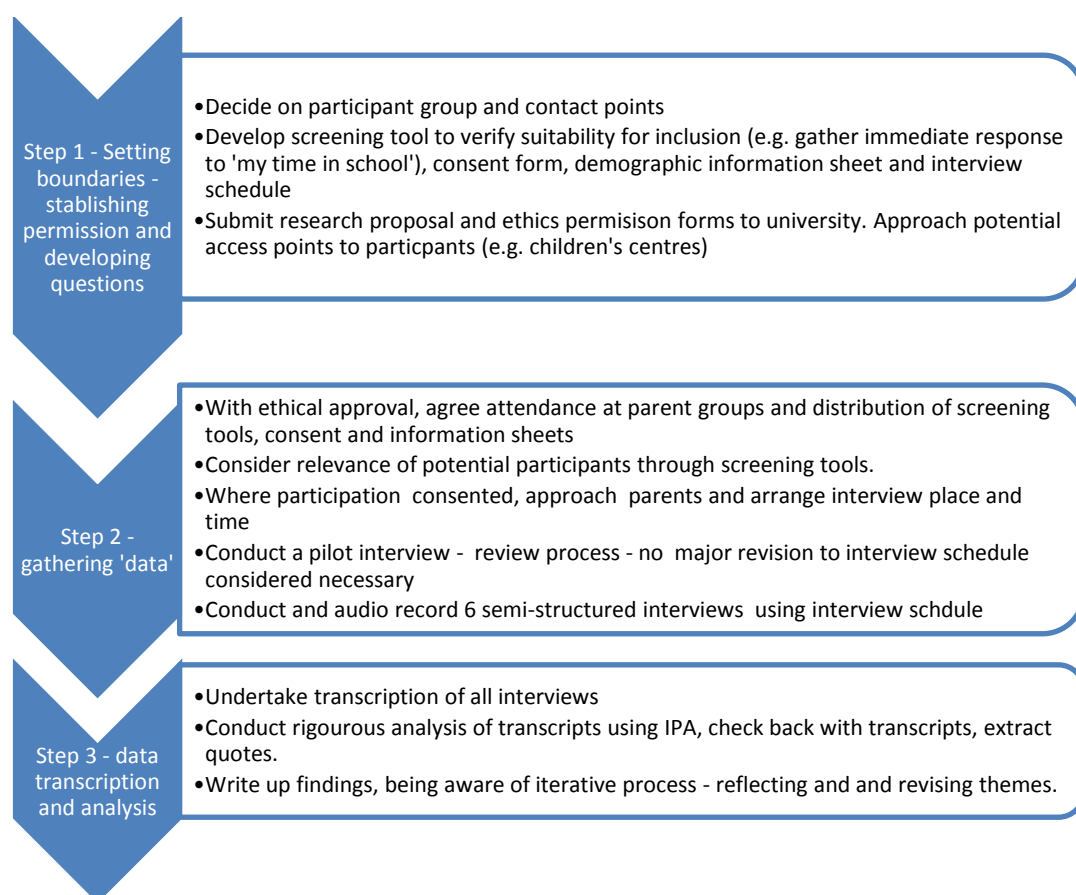 Step 1 - Setting
boundaries -
stablishing
permission and
developing
questions
•Decide on participant group and contact points
•Develop screening tool to verify suitability for inclusion (e.g. gather immediate response
to 'my time in school'), consent form, demographic information sheet and interview
schedule
•Submit research proposal and ethics permisison forms to university. Approach potential
access points to particpants (e.g. children's centres)
Step 2 -
gathering 'data'
•With ethical approval, agree attendance at parent groups and distribution of screening
tools, consent and information sheets
•Consider relevance of potential participants through screening tools.
•Where participation consented, approach parents and arrange interview place and
time
•Conduct a pilot interview - review process - no major revision to interview schedule
considered necessary
•Conduct and audio record 6 semi-structured interviews using interview schdule
Step 3 - data
transcription
and analysis
•Undertake transcription of all interviews
•Conduct rigourous analysis of transcripts using IPA, check back with transcripts, extract
quotes.
•Write up findings, being aware of iterative process - reflecting and and revising themes.